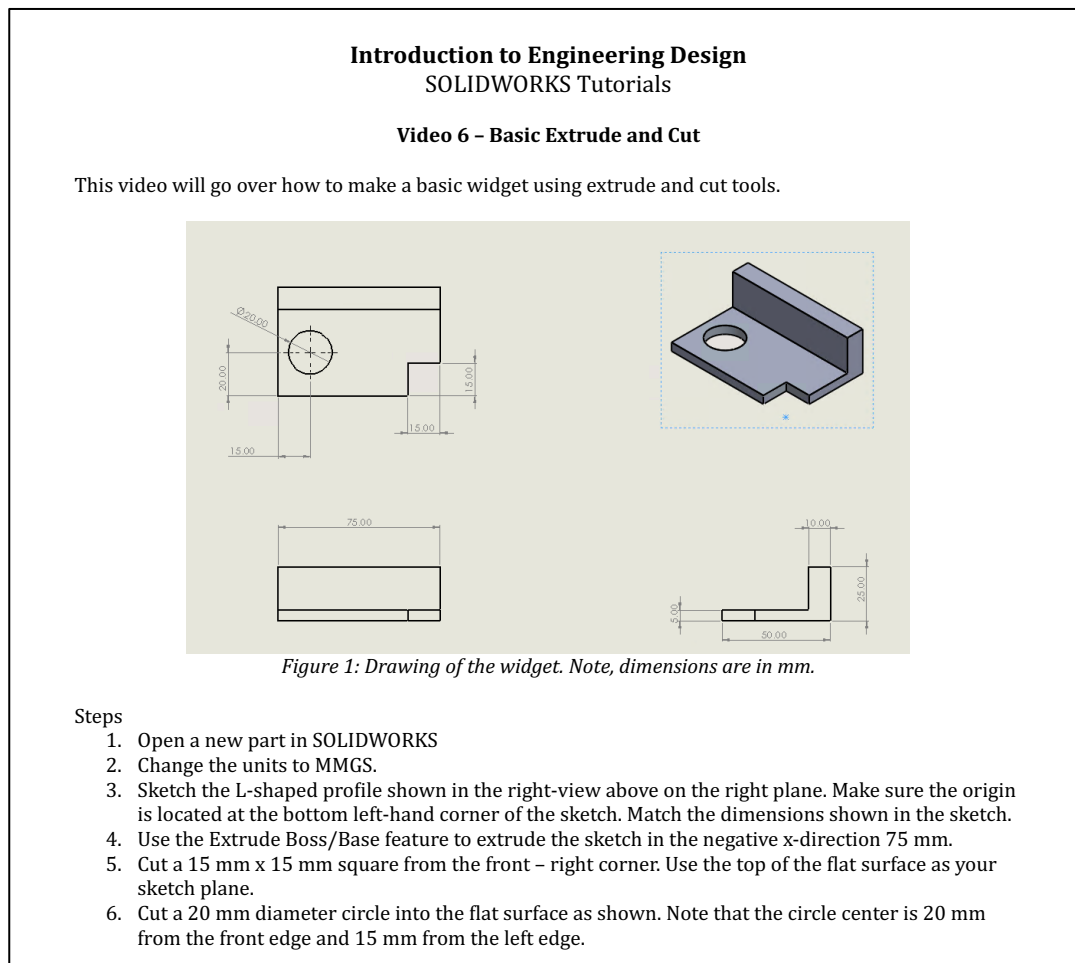 Introduction to Engineering Design
SOLIDWORKS Tutorials
Video 6 – Basic Extrude and Cut
This video will go over how to make a basic widget using extrude and cut tools.
Ø20.00
20.00
15.00
15.00
15.00
75.00
10.00
25.00
5.00
50.00
Figure 1: Drawing of the widget. Note, dimensions are in mm.
Steps
1. Open a new part in SOLIDWORKS
2. Change the units to MMGS.
3. Sketch the L-shaped profile shown in the right-view above on the right plane. Make sure the origin
is located at the bottom left-hand corner of the sketch. Match the dimensions shown in the sketch.
4. Use the Extrude Boss/Base feature to extrude the sketch in the negative x-direction 75 mm.
5. Cut a 15 mm x 15 mm square from the front – right corner. Use the top of the flat surface as your
sketch plane.
6. Cut a 20 mm diameter circle into the flat surface as shown. Note that the circle center is 20 mm
from the front edge and 15 mm from the left edge.